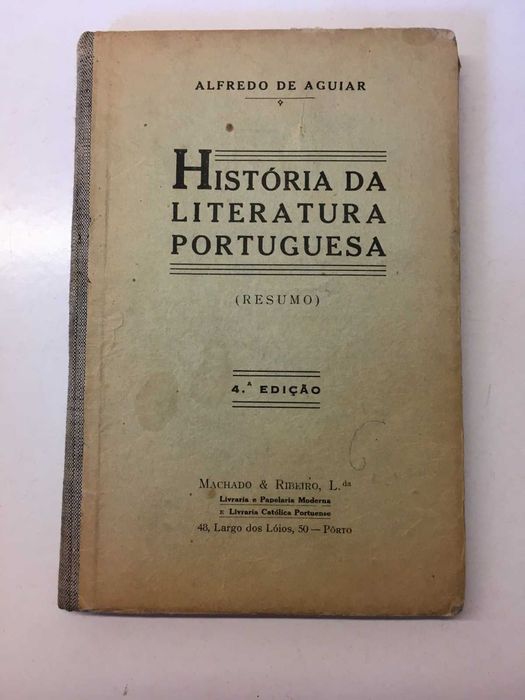 ALFREDO DE AGUIAR
HISTÓRIA DA
LITERATURA
PORTUGUESA
(RESUMO)
4.ª EDIÇÃO
MACHADO & RIBEIRO, L.da
Livraria e Papelaria Moderna
E Livraria Católica Portuense
48, Largo dos Lóios, 50 — PÔRTO